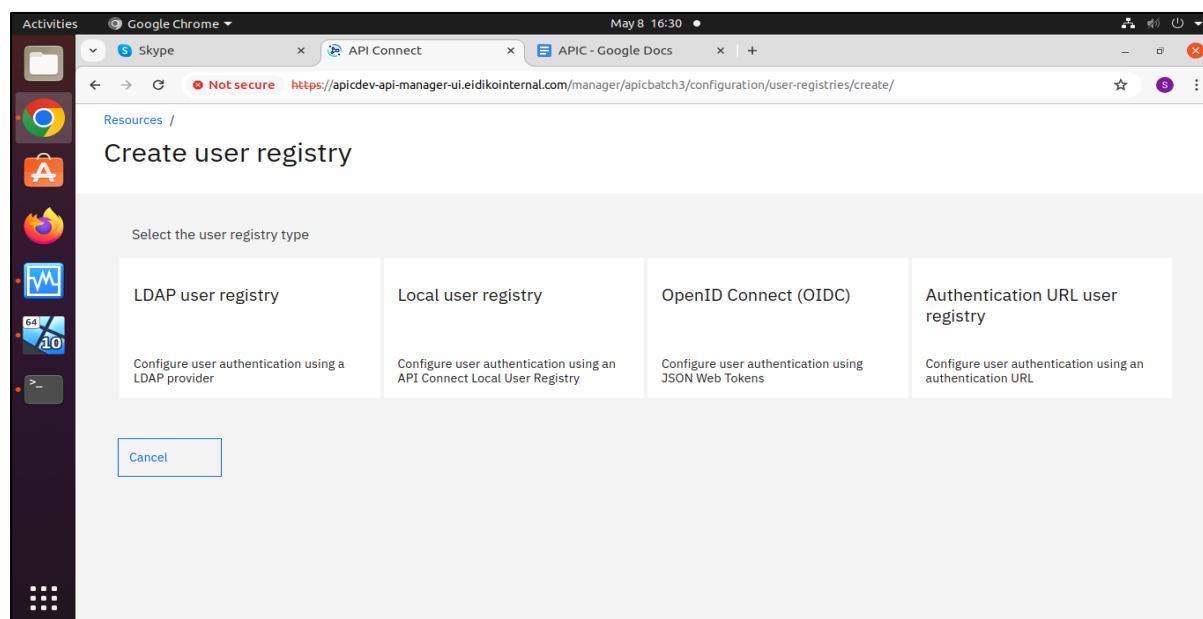 Activities
Google Chrome
May 8 16:30
Skype
API Connect
APIC - Google Docs
Not secure
https://apicdev-api-manager-ui.eidikointernal.com/manager/apicbatch3/configuration/user-registries/create/
S
Resources /
Create user registry
Select the user registry type
LDAP user registry
Configure user authentication using a
LDAP provider
Local user registry
Configure user authentication using an
API Connect Local User Registry
OpenID Connect (OIDC)
Configure user authentication using
JSON Web Tokens
Authentication URL user
registry
Configure user authentication using an
authentication URL
Cancel
64
10